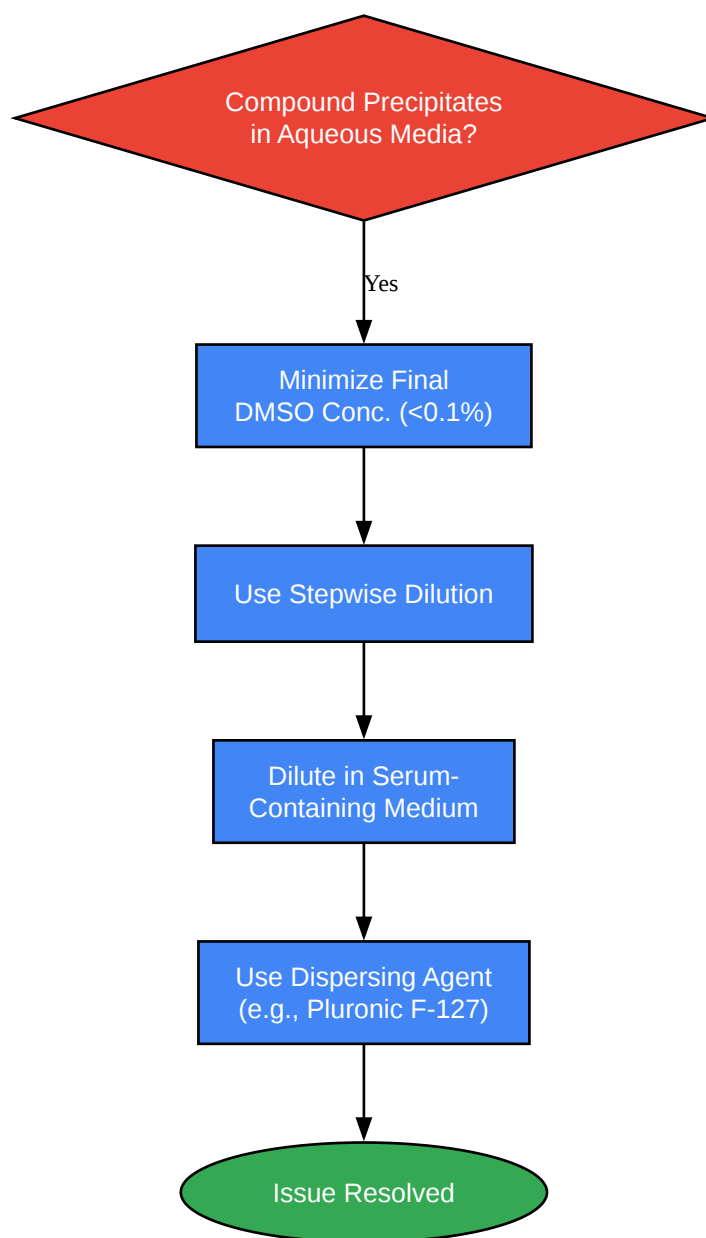 Compound Precipitates
in Aqueous Media?
Yes
Minimize Final
DMSO Conc. (<0.1%)
Use Stepwise Dilution
Dilute in Serum-
Containing Medium
Use Dispersing Agent
(e.g., Pluronic F-127)
Issue Resolved